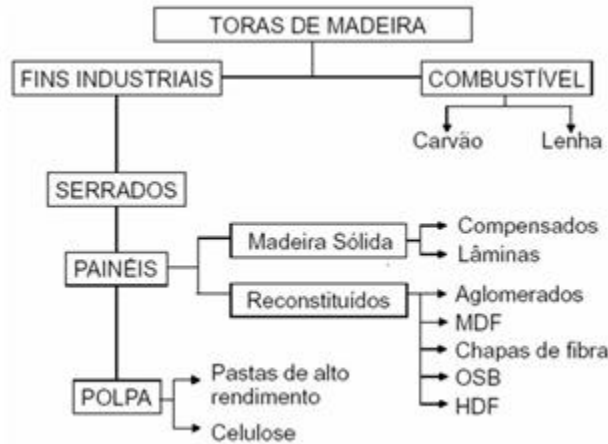 TORAS DE MADEIRA
FINS INDUSTRIAIS
COMBUSTÍVEL
Carvão
Lenha
SERRADOS
PAINÉIS
Madeira Sólida
Compensados
Lâminas
Reconstituídos
Aglomerados
MDF
Chapas de fibra
OSB
HDF
POLPA
Pastas de alto
rendimento
Celulose